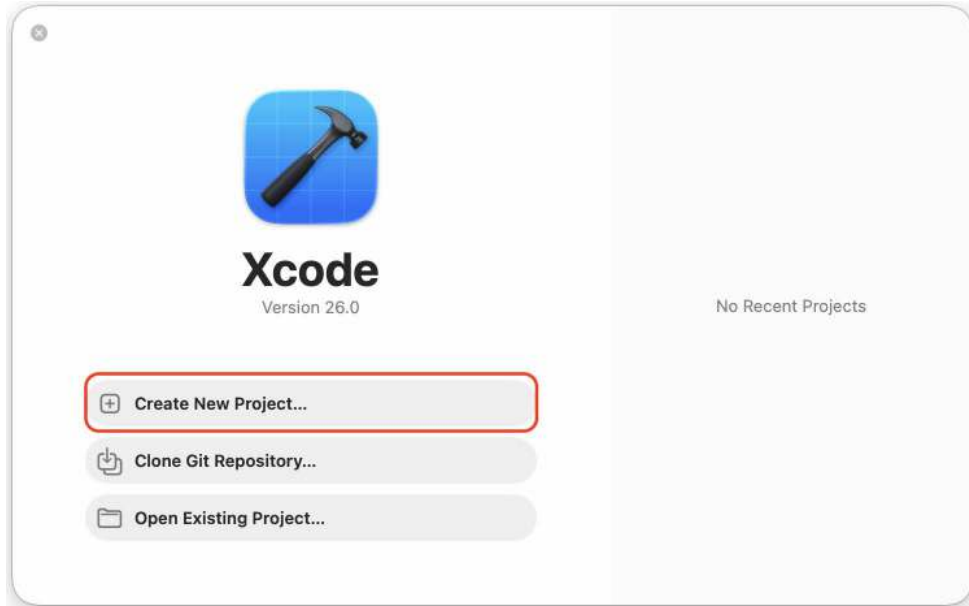 Xcode
Version 26.0
No Recent Projects
Create New Project...
Clone Git Repository...
Open Existing Project...